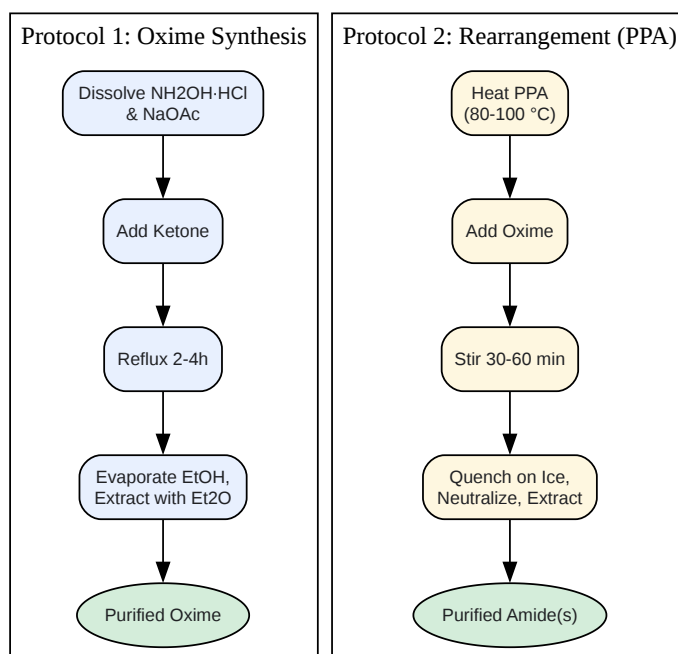 Protocol 1: Oxime Synthesis
Dissolve NH2OH·HCl
& NaOAc
Add Ketone
Reflux 2-4h
Evaporate EtOH,
Extract with Et2O
Purified Oxime
Protocol 2: Rearrangement (PPA)
Heat PPA
(80-100 °C)
Add Oxime
Stir 30-60 min
Quench on Ice,
Neutralize, Extract
Purified Amide(s)